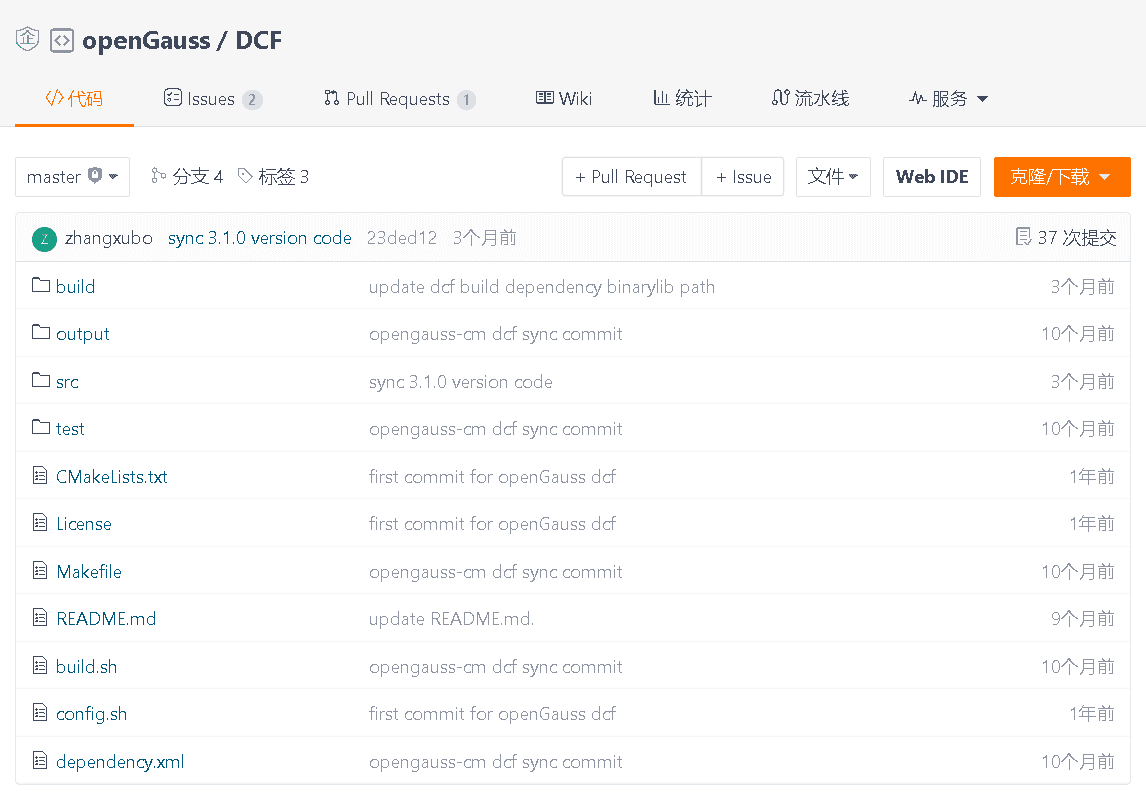 企 openGauss / DCF
代码 Issues 2 Pull Requests 1 Wiki 统计 流水线 服务
master 分支 4 标签 3 + Pull Request + Issue 文件 Web IDE 克隆/下载
Z zhangxubo sync 3.1.0 version code 23ded12 3个月前 37 次提交
build update dcf build dependency binarylib path 3个月前
output opengauss-cm dcf sync commit 10个月前
src sync 3.1.0 version code 3个月前
test opengauss-cm dcf sync commit 10个月前
CMakeLists.txt first commit for openGauss dcf 1年前
License first commit for openGauss dcf 1年前
Makefile opengauss-cm dcf sync commit 10个月前
README.md update README.md. 9个月前
build.sh opengauss-cm dcf sync commit 10个月前
config.sh first commit for openGauss dcf 1年前
dependency.xml opengauss-cm dcf sync commit 10个月前